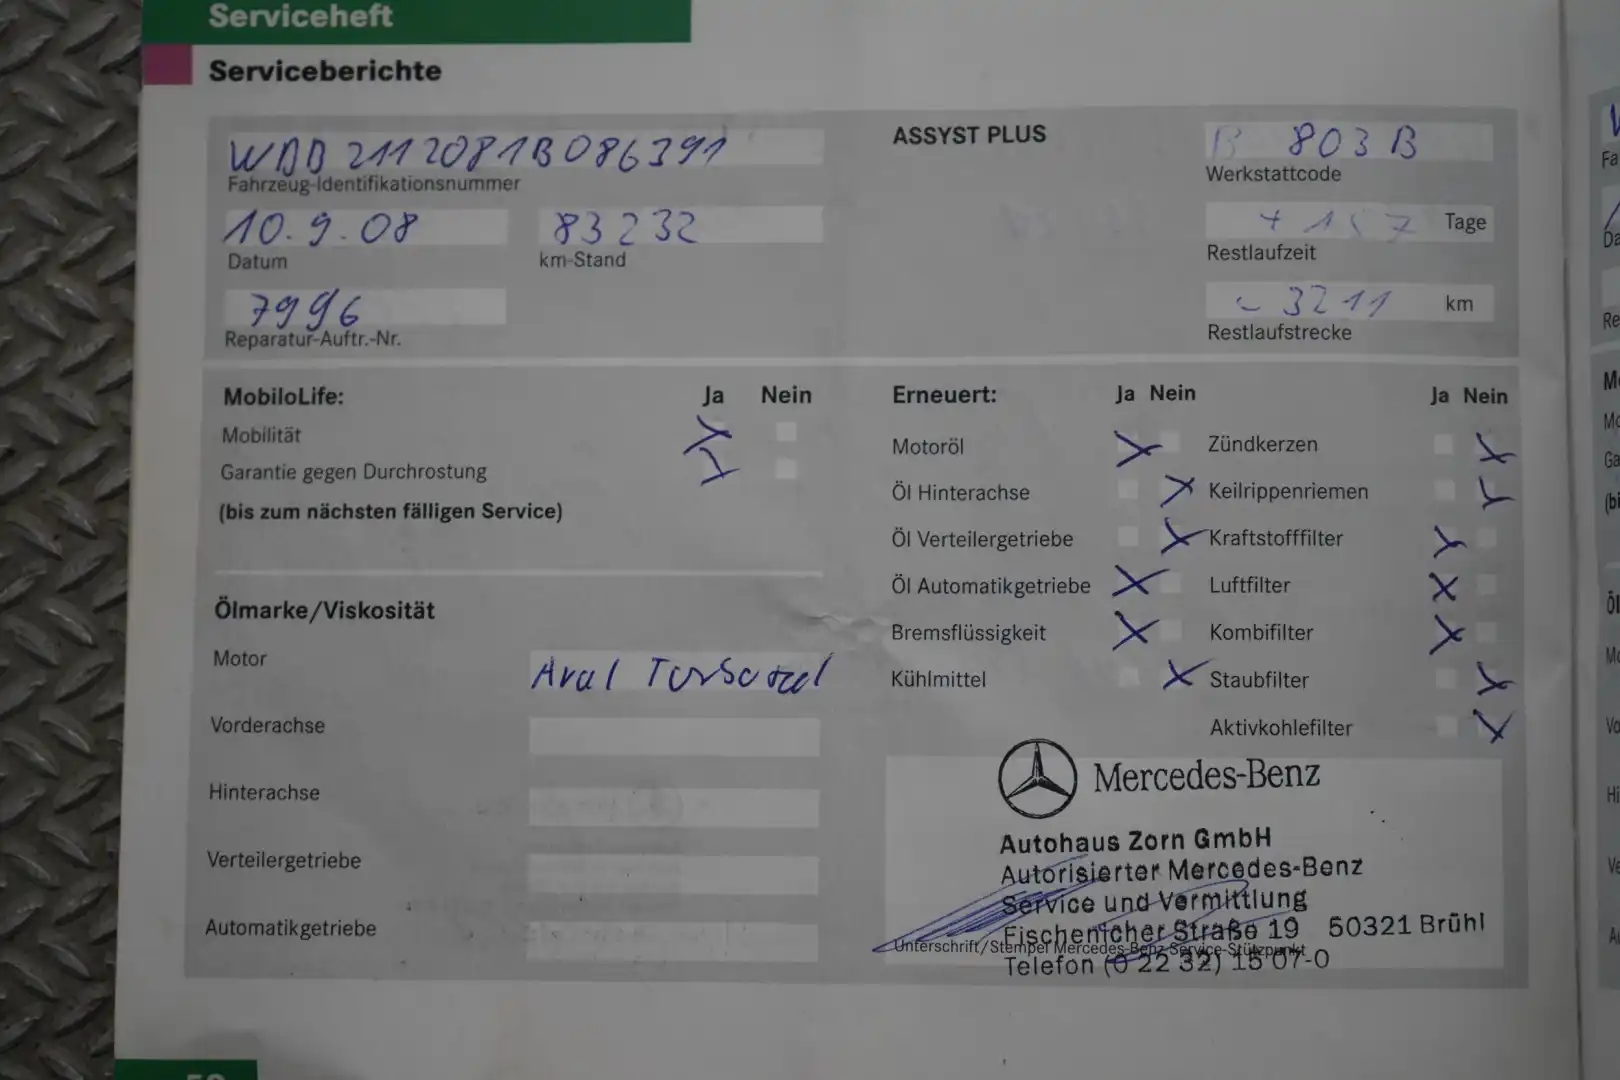 Serviceheft
Serviceberichte
WDB2112081B086391
Fahrzeug-Identifikationsnummer
10.9.08
Datum
83232
km-Stand
7996
Reparatur-Auftr.-Nr.
ASSYST PLUS
B 803 B
Werkstattcode
+ 157 Tage
Restlaufzeit
- 3211 km
Restlaufstrecke
MobiloLife: Ja Nein
Mobilität
Garantie gegen Durchrostung
(bis zum nächsten fälligen Service)
Ölmarke/Viskosität
Motor Aral
Vorderachse
Hinterachse
Verteilergetriebe
Automatikgetriebe
Erneuert: Ja Nein Ja Nein
Motoröl Zündkerzen
Öl Hinterachse Keilrippenriemen
Öl Verteilergetriebe Kraftstofffilter
Öl Automatikgetriebe Luftfilter
Bremsflüssigkeit Kombifilter
Kühlmittel Staubfilter
Aktivkohlefilter
Mercedes-Benz
Autohaus Zorn GmbH
Autorisierter Mercedes-Benz
Service und Vermittlung
Fischenicher Straße 19 50321 Brühl
Unterschrift/Stempel Mercedes-Benz-Service-Stützpunkt
Telefon (0 22 32) 15 07-0